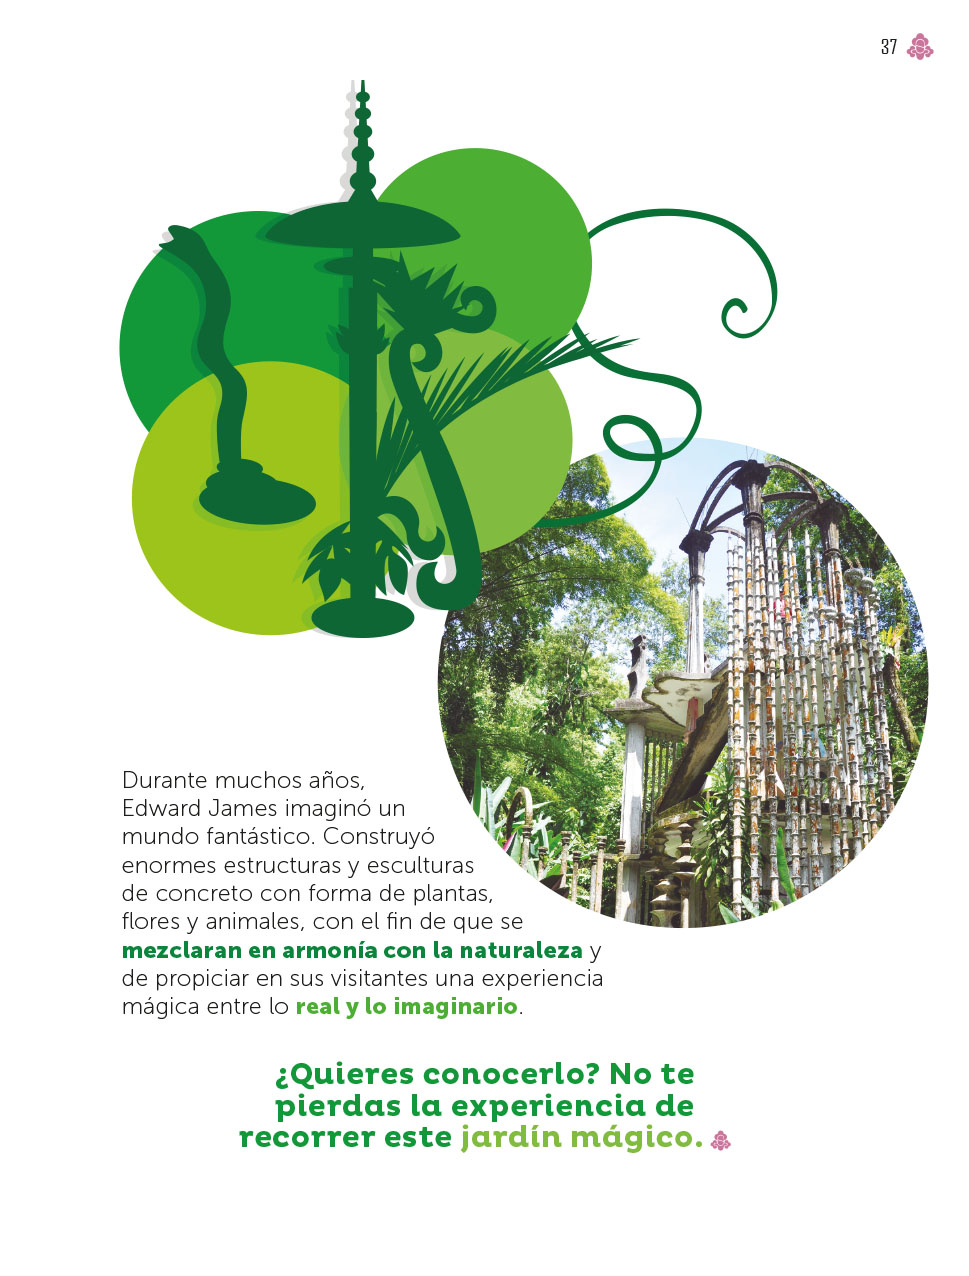 37
Durante muchos años,
Edward James imaginó un
mundo fantástico. Construyó
enormes estructuras y esculturas
de concreto con forma de plantas,
flores y animales, con el fin de que se
mezclaran en armonía con la naturaleza y
de propiciar en sus visitantes una experiencia
mágica entre lo real y lo imaginario.
¿Quieres conocerlo? No te
pierdas la experiencia de
recorrer este jardín mágico.